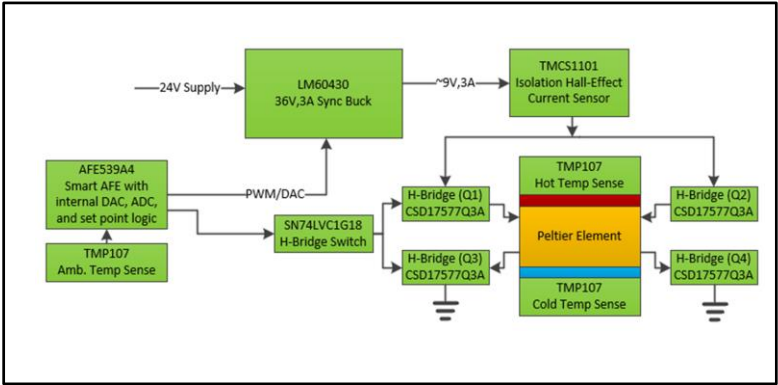 24V Supply
LM60430
36V,3A Sync Buck
~9V,3A
TMCS1101
Isolation Hall-Effect
Current Sensor
AFE539A4
Smart AFE with
internal DAC, ADC,
and set point logic
PWM/DAC
TMP107
Amb. Temp Sense
SN74LVC1G18
H-Bridge Switch
H-Bridge (Q1)
CSD17577Q3A
H-Bridge (Q3)
CSD17577Q3A
TMP107
Hot Temp Sense
Peltier Element
TMP107
Cold Temp Sense
H-Bridge (Q2)
CSD17577Q3A
H-Bridge (Q4)
CSD17577Q3A